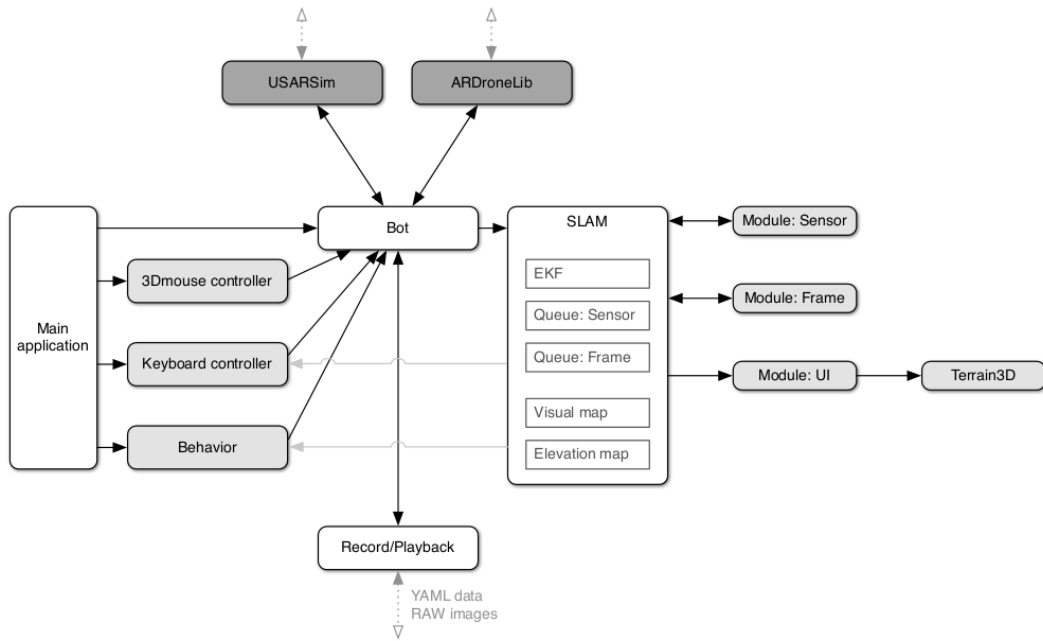 USARSim
ARDroneLib
Bot
SLAM
Module: Sensor
EKF
3Dmouse controller
Module: Frame
Queue: Sensor
Main
application
Keyboard controller
Queue: Frame
Module: UI
Terrain3D
Visual map
Behavior
Elevation map
Record/Playback
YAML data
RAW images